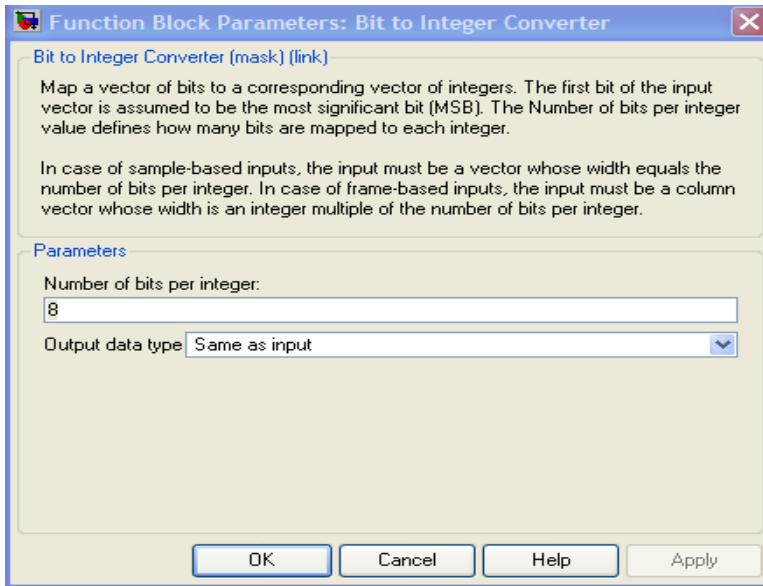 Function Block Parameters: Bit to Integer Converter
Bit to Integer Converter (mask) (link)
Map a vector of bits to a corresponding vector of integers. The first bit of the input
vector is assumed to be the most significant bit (MSB). The Number of bits per integer
value defines how many bits are mapped to each integer.
In case of sample-based inputs, the input must be a vector whose width equals the
number of bits per integer. In case of frame-based inputs, the input must be a column
vector whose width is an integer multiple of the number of bits per integer.
Parameters
Number of bits per integer:
8
Output data type Same as input
OK Cancel Help Apply